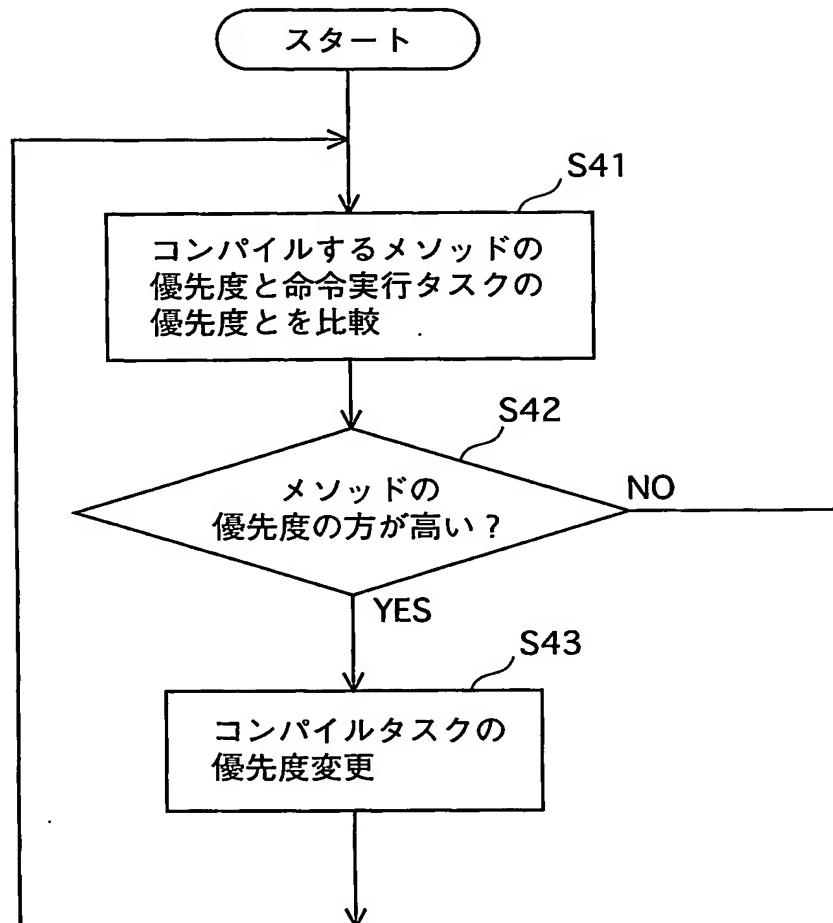 スタート
S41
コンパイルするメソッドの
優先度と命令実行タスクの
優先度とを比較
S42
メソッドの
優先度の方が高い?
NO
YES
S43
コンパイルタスクの
優先度変更